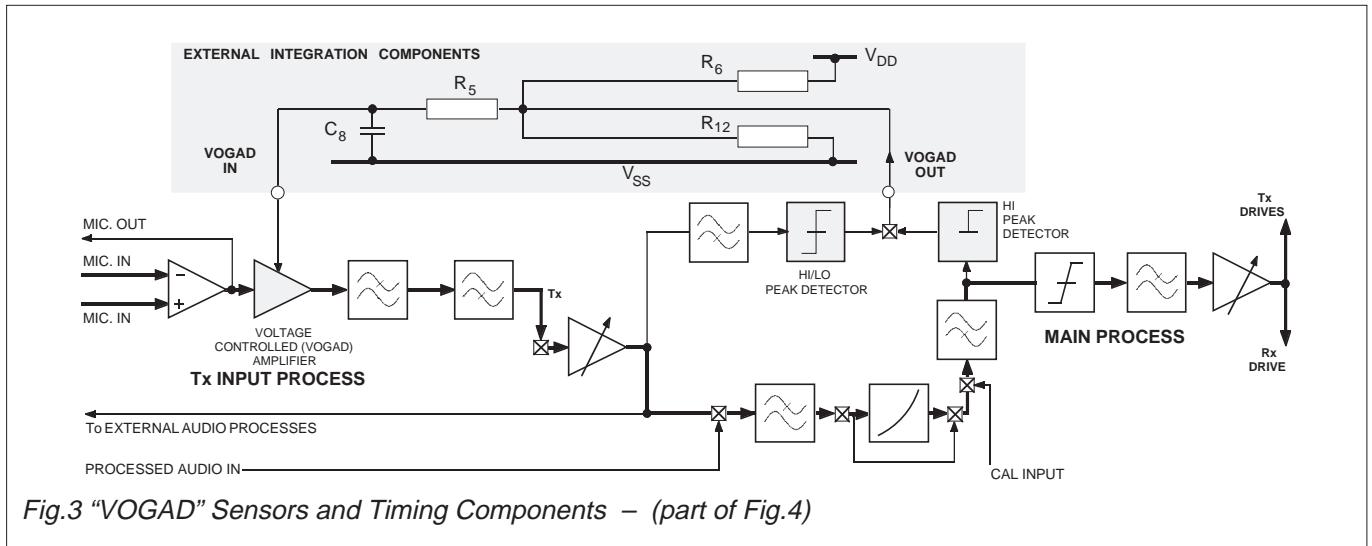 EXTERNAL INTEGRATION COMPONENTS
VDD
R6
R5
C8
R12
VOGAD
IN
VSS
VOGAD
OUT
MIC. OUT
MIC. IN
MIC. IN
−
+
VOLTAGE
CONTROLLED (VOGAD)
AMPLIFIER
Tx INPUT PROCESS
Tx
HI/LO
PEAK DETECTOR
HI
PEAK
DETECTOR
MAIN PROCESS
Tx
DRIVES
Rx
DRIVE
To EXTERNAL AUDIO PROCESSES
PROCESSED AUDIO IN
CAL INPUT
Fig.3 “VOGAD” Sensors and Timing Components – (part of Fig.4)